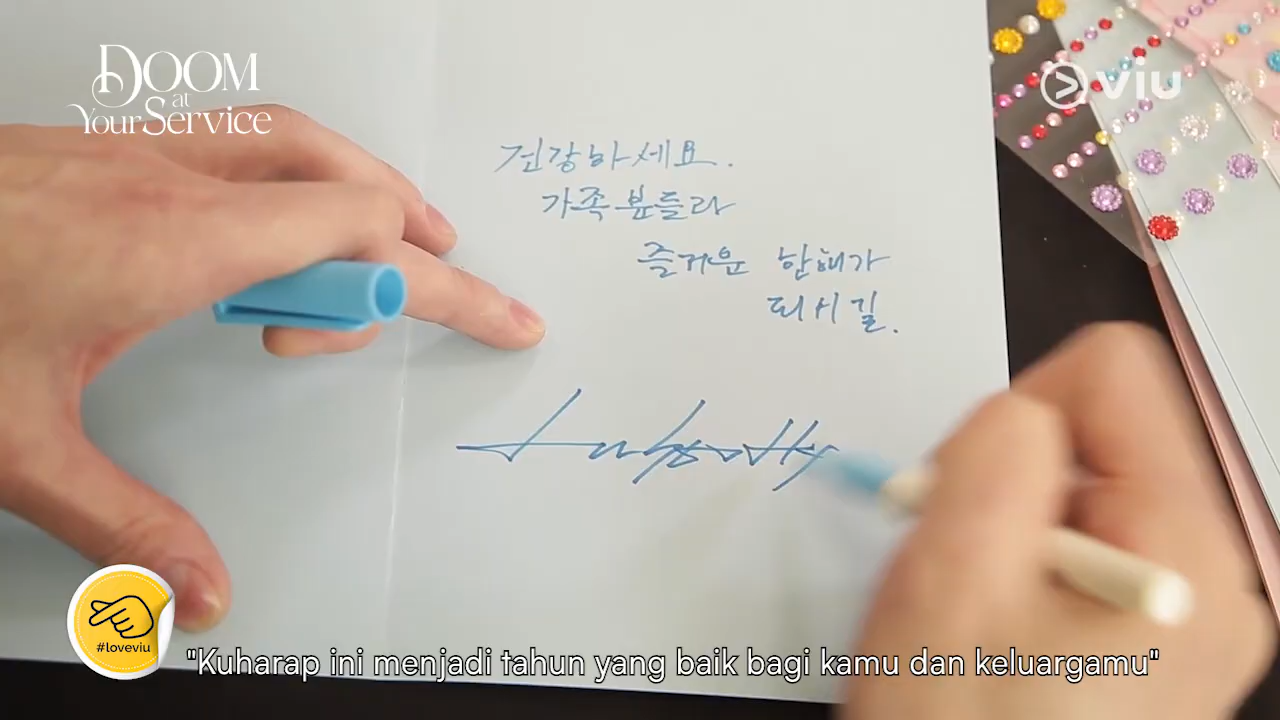 DOOM
at
YOUR SERVICE
viu
건강하세요.
가족분들과
즐거운 한해가
되시길.
#loveviu
"Kuharap ini menjadi tahun yang baik bagi kamu dan keluargamu"